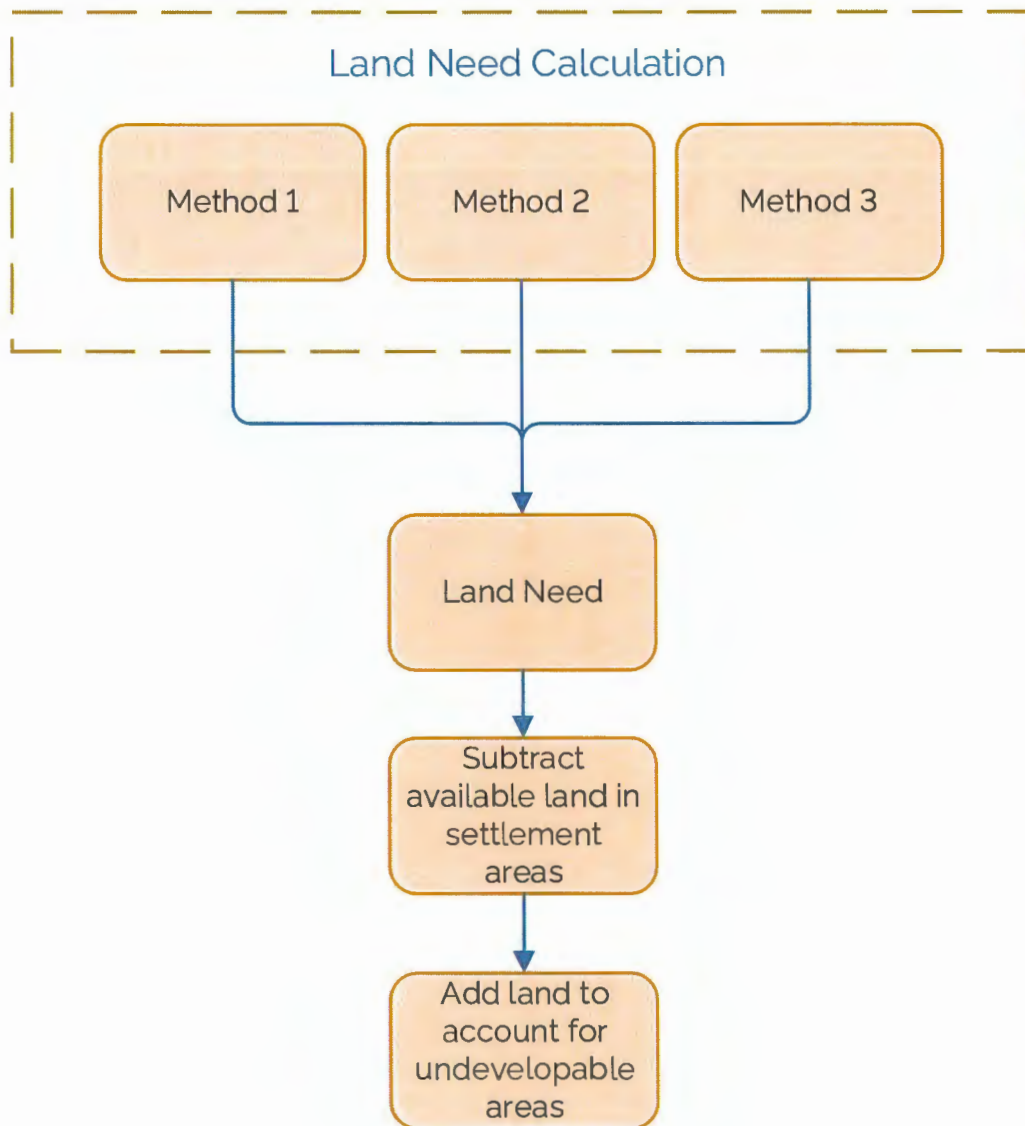 Land Need Calculation
Method 1
Method 2
Method 3
Land Need
Subtract
available land in
settlement
areas
Add land to
account for
undevelopable
areas